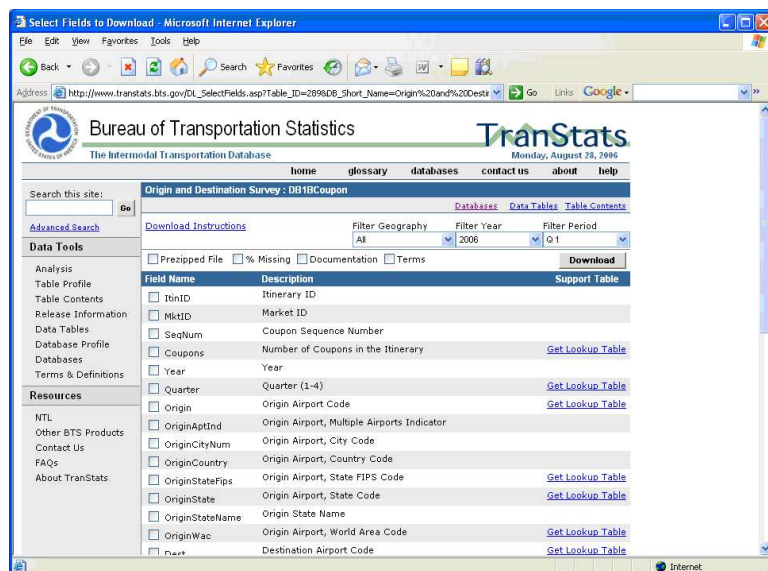 Select Fields to Download - Microsoft Internet Explorer
File Edit View Favorites Tools Help
Back Search Favorites
Address http://www.transtats.bts.gov/DL_SelectFields.asp?Table_ID=289&DB_Short_Name=Origin%20and%20Destir Go Links Google
Bureau of Transportation Statistics TranStats
The Intermodal Transportation Database Monday, August 28, 2006
home glossary databases contact us about help
Search this site:
Go
Advanced Search
Data Tools
Analysis
Table Profile
Table Contents
Release Information
Data Tables
Database Profile
Databases
Terms & Definitions
Resources
NTL
Other BTS Products
Contact Us
FAQs
About TranStats
Origin and Destination Survey : DB1BCoupon
Databases Data Tables Table Contents
Download Instructions Filter Geography Filter Year Filter Period
All 2006 Q 1
Prezipped File % Missing Documentation Terms Download
Field Name Description Support Table
ItinID Itinerary ID
MktID Market ID
SeqNum Coupon Sequence Number
Coupons Number of Coupons in the Itinerary Get Lookup Table
Year Year
Quarter Quarter (1-4) Get Lookup Table
Origin Origin Airport Code Get Lookup Table
OriginAptInd Origin Airport, Multiple Airports Indicator
OriginCityNum Origin Airport, City Code
OriginCountry Origin Airport, Country Code
OriginStateFips Origin Airport, State FIPS Code Get Lookup Table
OriginState Origin Airport, State Code Get Lookup Table
OriginStateName Origin State Name
OriginWac Origin Airport, World Area Code Get Lookup Table
Dest Destination Airport Code Get Lookup Table
Internet